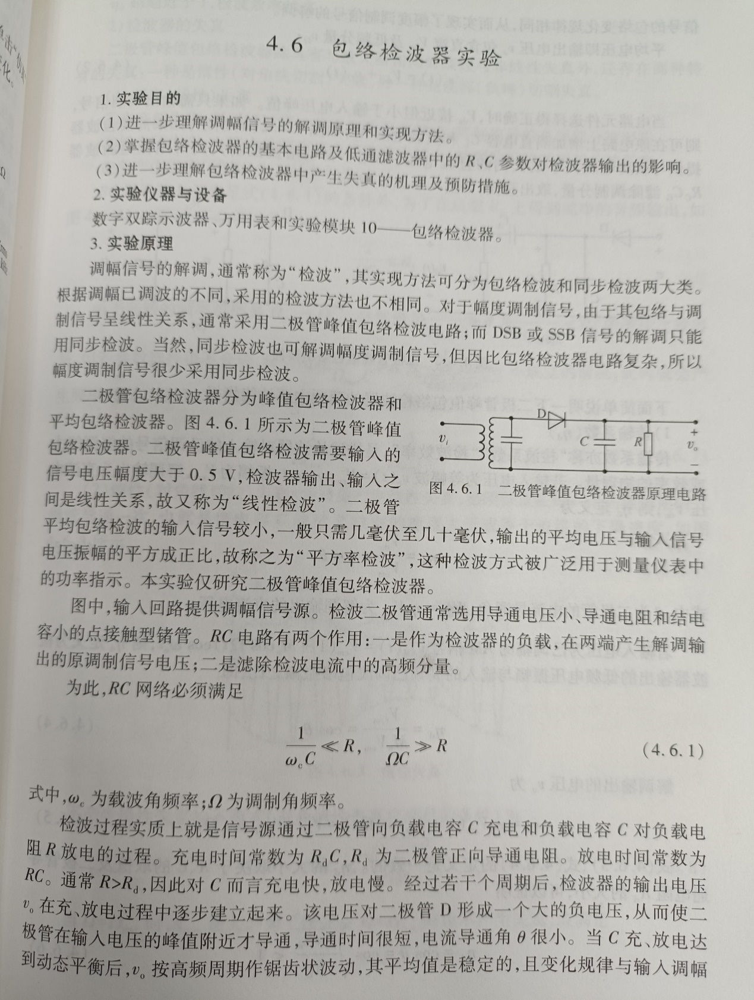 4.6 包络检波器实验
1. 实验目的
(1)进一步理解调幅信号的解调原理和实现方法。
(2)掌握包络检波器的基本电路及低通滤波器中的 R、C 参数对检波器输出的影响。
(3)进一步理解包络检波器中产生失真的机理及预防措施。
2. 实验仪器与设备
数字双踪示波器、万用表和实验模块 10——包络检波器。
3. 实验原理
调幅信号的解调,通常称为“检波”,其实现方法可分为包络检波和同步检波两大类。
根据调幅已调波的不同,采用的检波方法也不相同。对于幅度调制信号,由于其包络与调
制信号呈线性关系,通常采用二极管峰值包络检波电路;而 DSB 或 SSB 信号的解调只能
用同步检波。当然,同步检波也可解调幅度调制信号,但因比包络检波器电路复杂,所以
幅度调制信号很少采用同步检波。
二极管包络检波器分为峰值包络检波器和
平均包络检波器。图 4.6.1 所示为二极管峰值
包络检波器。二极管峰值包络检波需要输入的
信号电压幅度大于 0.5 V,检波器输出、输入之
间是线性关系,故又称为“线性检波”。二极管
vᵢ
D
C
R
+
vₒ
−
图 4.6.1 二极管峰值包络检波器原理电路
平均包络检波的输入信号较小,一般只需几毫伏至几十毫伏,输出的平均电压与输入信号
电压振幅的平方成正比,故称之为“平方率检波”,这种检波方式被广泛用于测量仪表中
的功率指示。本实验仅研究二极管峰值包络检波器。
图中,输入回路提供调幅信号源。检波二极管通常选用导通电压小、导通电阻和结电
容小的点接触型锗管。RC 电路有两个作用:一是作为检波器的负载,在两端产生解调输
出的原调制信号电压;二是滤除检波电流中的高频分量。
为此,RC 网络必须满足
1/(ω_c C) ≪ R, 1/(ΩC) ≫ R (4.6.1)
式中,ω_c 为载波角频率;Ω 为调制角频率。
检波过程实质上就是信号源通过二极管向负载电容 C 充电和负载电容 C 对负载电
阻 R 放电的过程。充电时间常数为 R_d C,R_d 为二极管正向导通电阻。放电时间常数为
RC。通常 R>R_d,因此对 C 而言充电快,放电慢。经过若干个周期后,检波器的输出电压
vₒ 在充、放电过程中逐步建立起来。该电压对二极管 D 形成一个大的负电压,从而使二
极管在输入电压的峰值附近才导通,导通时间很短,电流导通角 θ 很小。当 C 充、放电达
到动态平衡后,vₒ 按高频周期作锯齿状波动,其平均值是稳定的,且变化规律与输入调幅